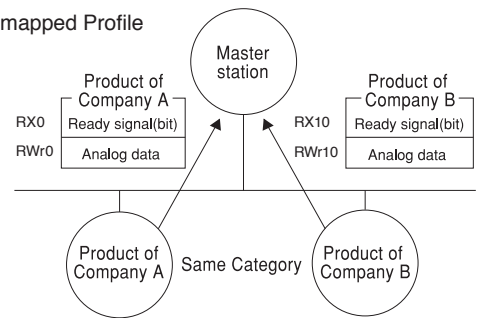 mapped Profile
Master
station
Product of
Company A
RX0 Ready signal(bit)
RWr0 Analog data
Product of
Company B
RX10 Ready signal(bit)
RWr10 Analog data
Product of
Company A
Same Category
Product of
Company B